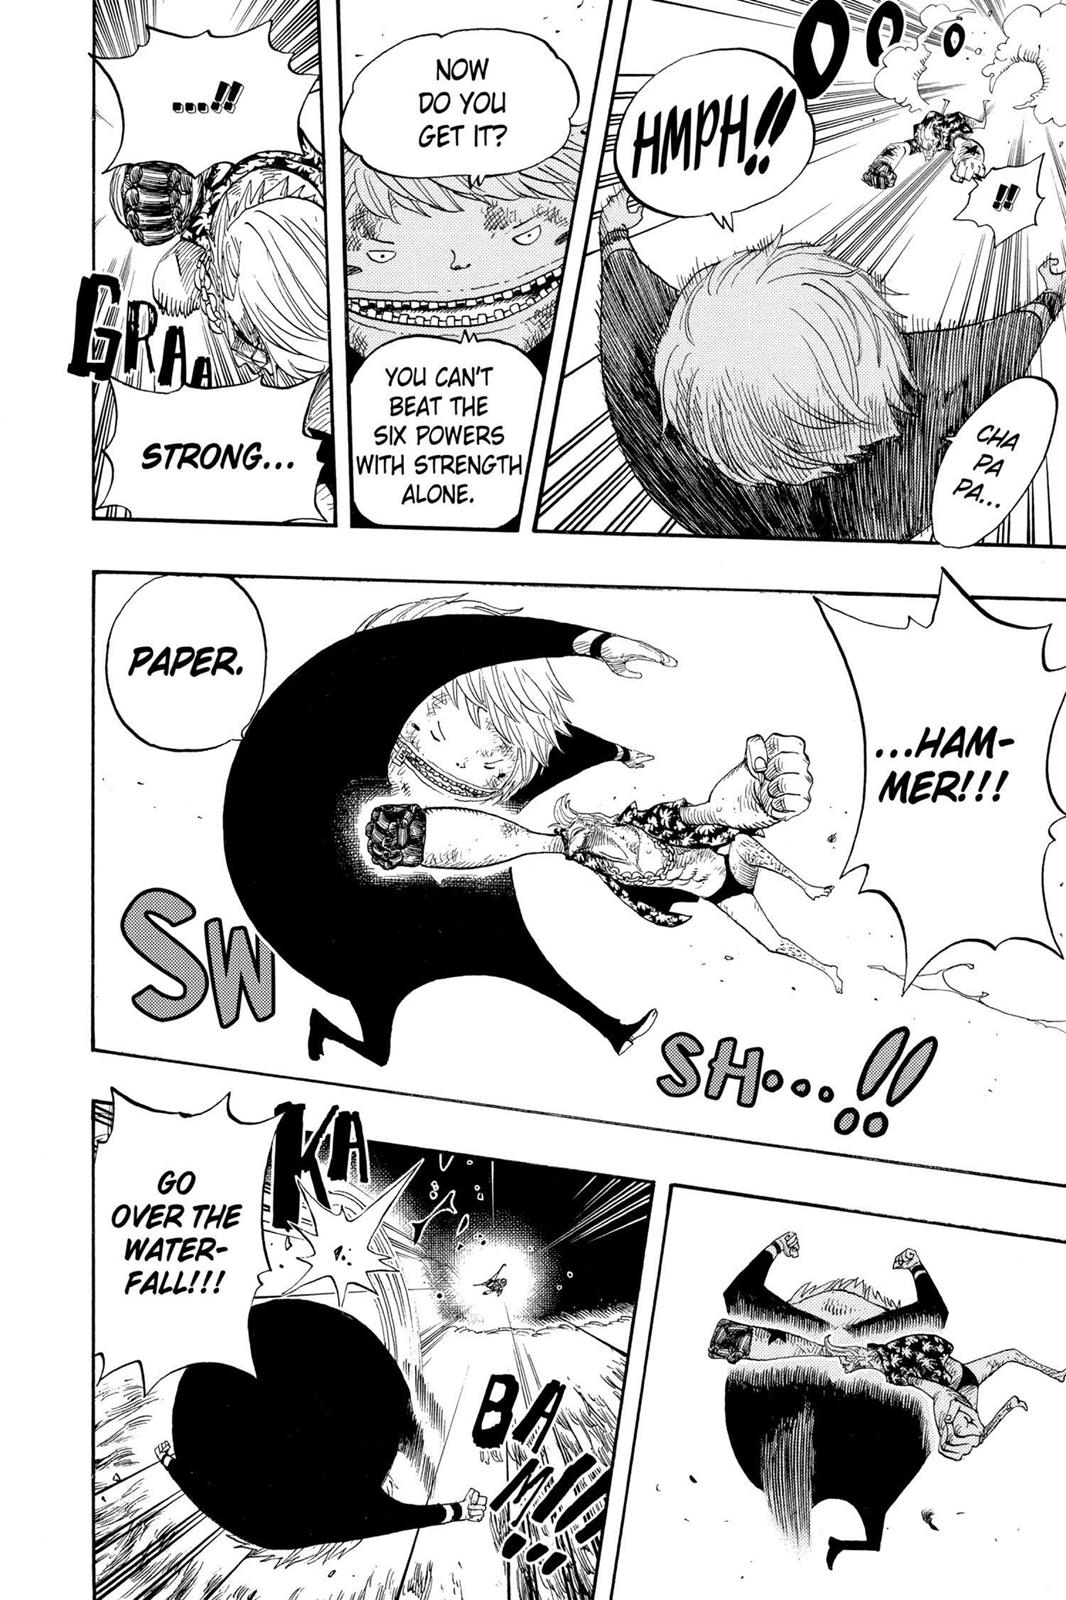 OOOO
HMPH!!
!!
CHA
PA
PA...
NOW
DO YOU
GET IT?
YOU CAN'T
BEAT THE
SIX POWERS
WITH STRENGTH
ALONE.
...!!
GRAA
STRONG...
...HAM-
MER!!!
PAPER.
SW
SH...!!
KA
BA
M!!
GO
OVER THE
WATER-
FALL!!!